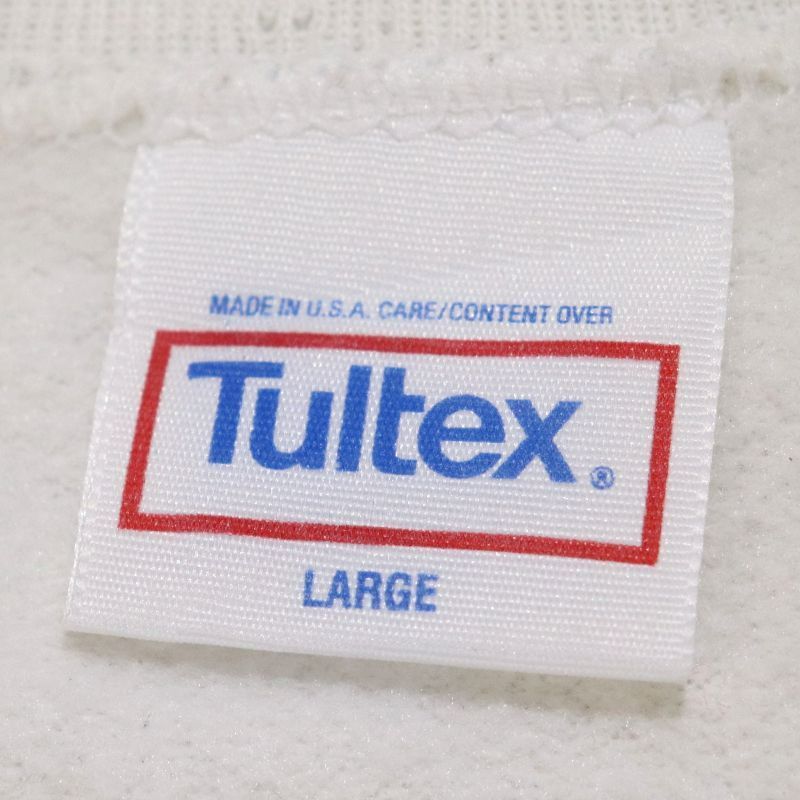 MADE IN U.S.A. CARE/CONTENT OVER
Tultex®
LARGE